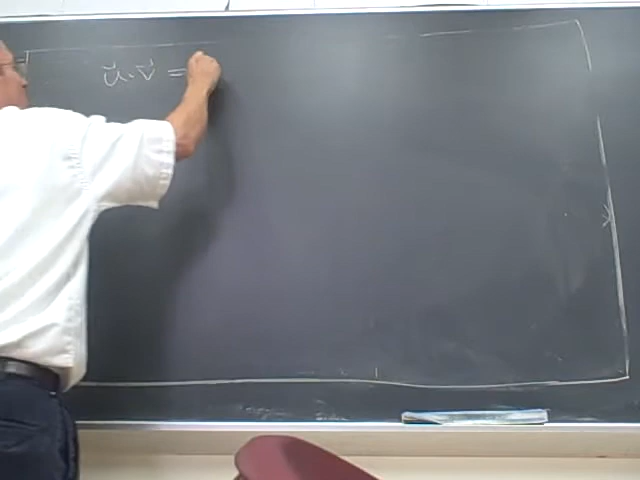 u⃗·v⃗ =